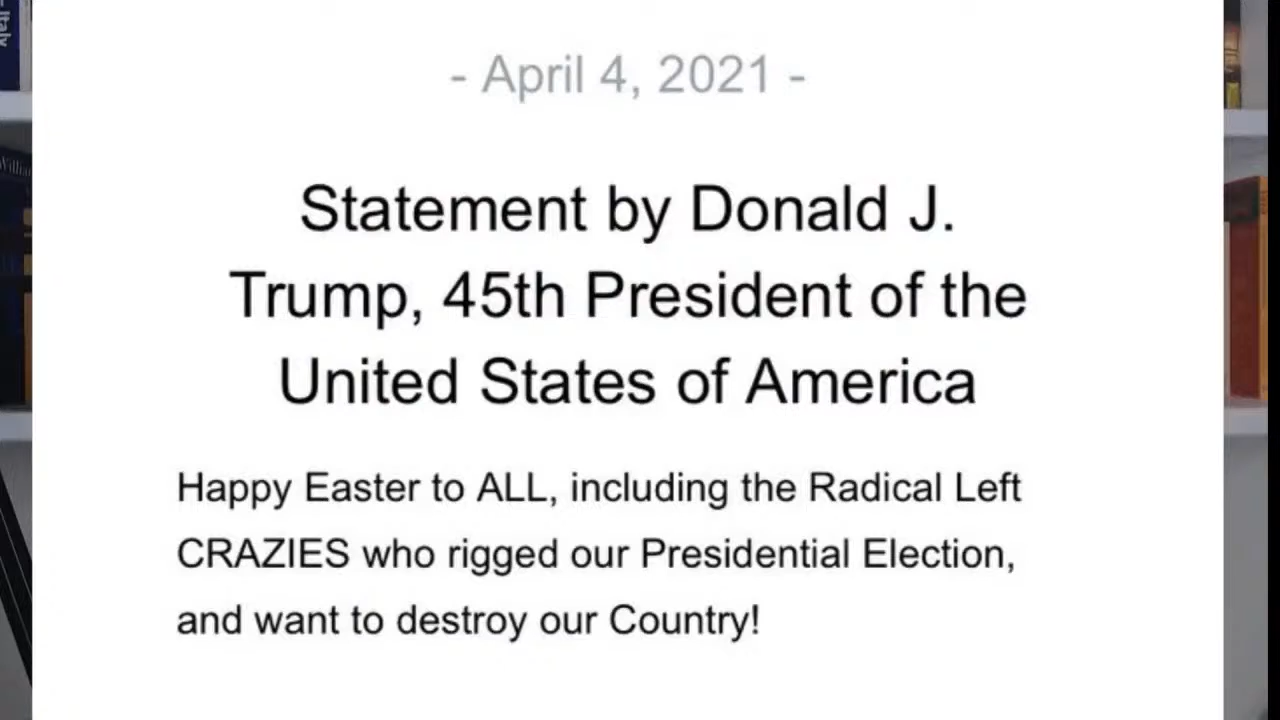 - April 4, 2021 -
Statement by Donald J.
Trump, 45th President of the
United States of America
Happy Easter to ALL, including the Radical Left
CRAZIES who rigged our Presidential Election,
and want to destroy our Country!
Italy